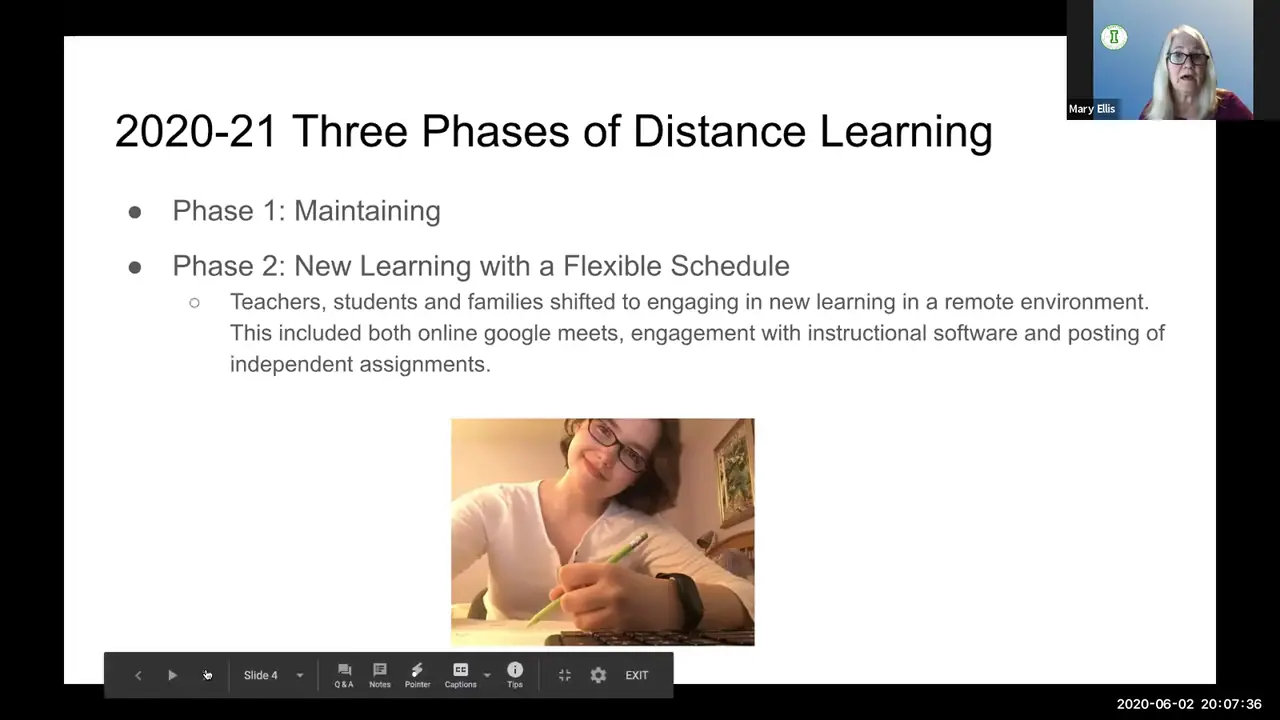 2020-21 Three Phases of Distance Learning
Mary Ellis
● Phase 1: Maintaining
● Phase 2: New Learning with a Flexible Schedule
○ Teachers, students and families shifted to engaging in new learning in a remote environment.
This included both online google meets, engagement with instructional software and posting of
independent assignments.
Slide 4
Q & A
Notes
Pointer
CC
Captions
Tips
EXIT
2020-06-02 20:07:36